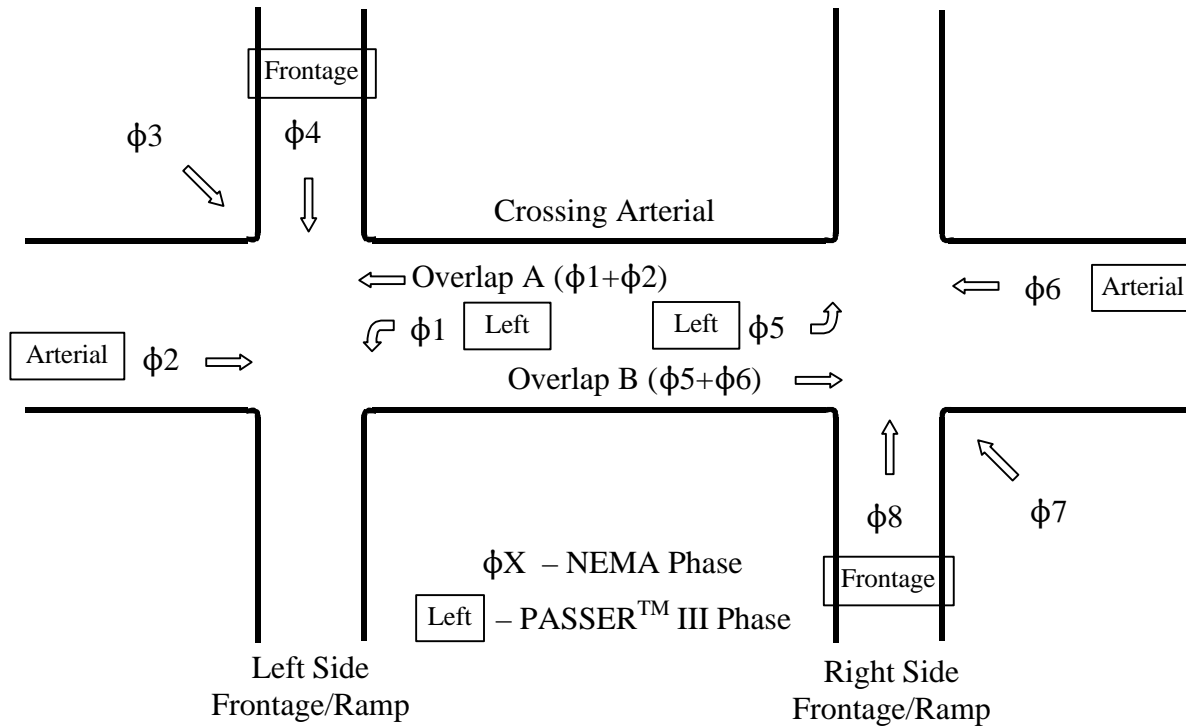 Frontage
ϕ3
ϕ4
Crossing Arterial
Overlap A (ϕ1+ϕ2)
ϕ6 Arterial
ϕ1 Left Left ϕ5
Arterial ϕ2
Overlap B (ϕ5+ϕ6)
ϕ8 ϕ7
ϕX – NEMA Phase
Frontage
Left – PASSER™ III Phase
Left Side
Frontage/Ramp
Right Side
Frontage/Ramp